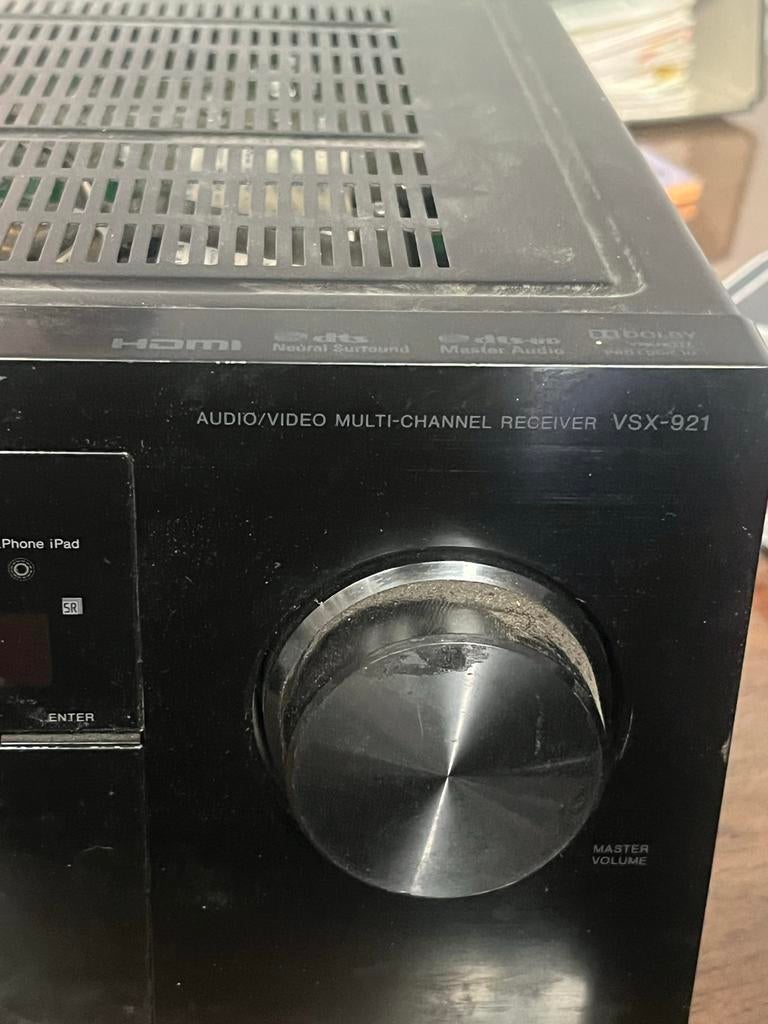 HDMI
dts
Neural Surround
dts-HD
Master Audio
DOLBY
AUDIO/VIDEO MULTI-CHANNEL RECEIVER VSX-921
iPhone iPad
SR
ENTER
MASTER
VOLUME